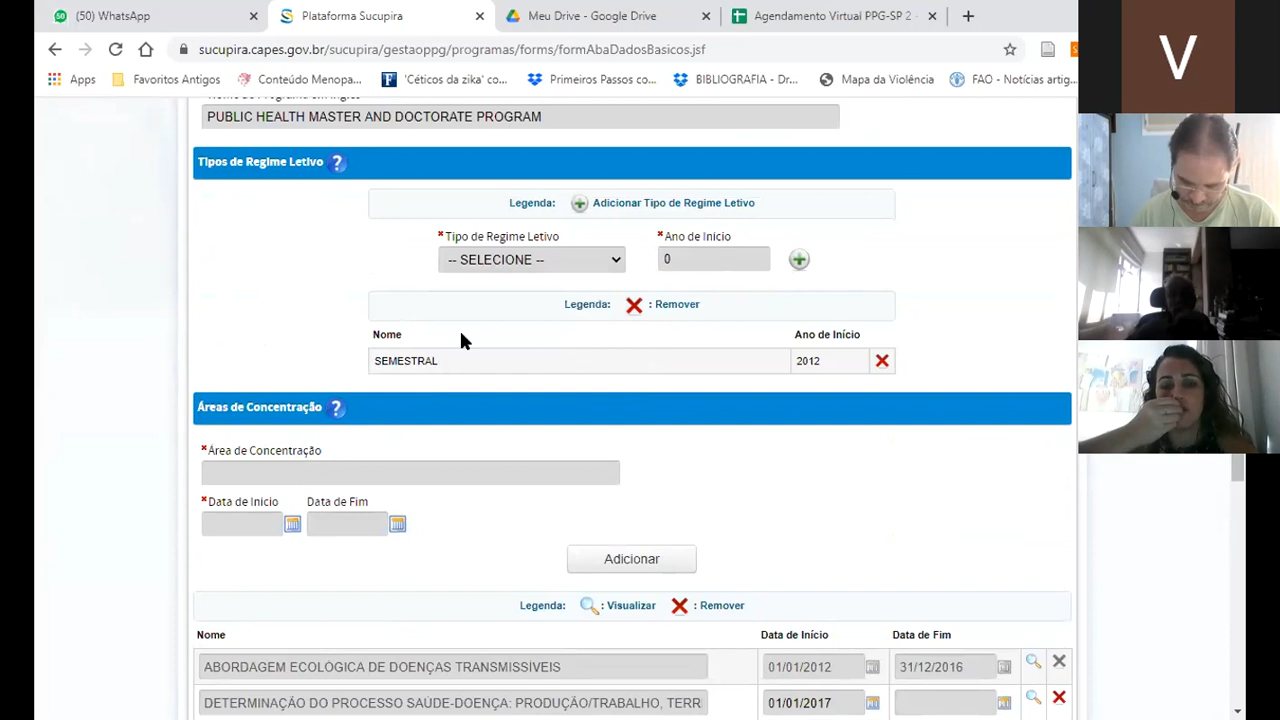 (50) WhatsApp
Plataforma Sucupira
Meu Drive - Google Drive
Agendamento Virtual PPG-SP 2 -
sucupira.capes.gov.br/sucupira/gestaoppg/programas/forms/formAbaDadosBasicos.jsf
Apps
Favoritos Antigos
Conteúdo Menopa...
'Céticos da zika' co...
Primeiros Passos co...
BIBLIOGRAFIA - Dr...
Mapa da Violência
FAO - Notícias artig...
V
PUBLIC HEALTH MASTER AND DOCTORATE PROGRAM
Tipos de Regime Letivo ?
Legenda: Adicionar Tipo de Regime Letivo
*Tipo de Regime Letivo *Ano de Início
-- SELECIONE -- 0
Legenda: : Remover
Nome Ano de Início
SEMESTRAL 2012
Áreas de Concentração ?
*Área de Concentração
*Data de Início Data de Fim
Adicionar
Legenda: : Visualizar : Remover
Nome Data de Início Data de Fim
ABORDAGEM ECOLÓGICA DE DOENÇAS TRANSMISSÍVEIS 01/01/2012 31/12/2016
DETERMINAÇÃO DO PROCESSO SAÚDE-DOENÇA: PRODUÇÃO/TRABALHO, TERR 01/01/2017